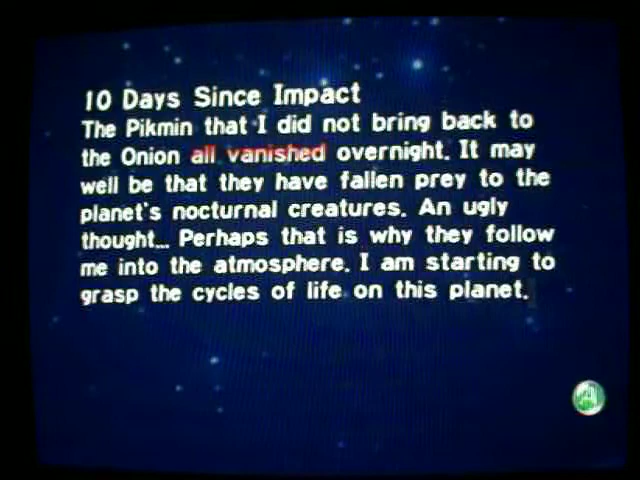 10 Days Since Impact
The Pikmin that I did not bring back to
the Onion all vanished overnight. It may
well be that they have fallen prey to the
planet's nocturnal creatures. An ugly
thought... Perhaps that is why they follow
me into the atmosphere. I am starting to
grasp the cycles of life on this planet.